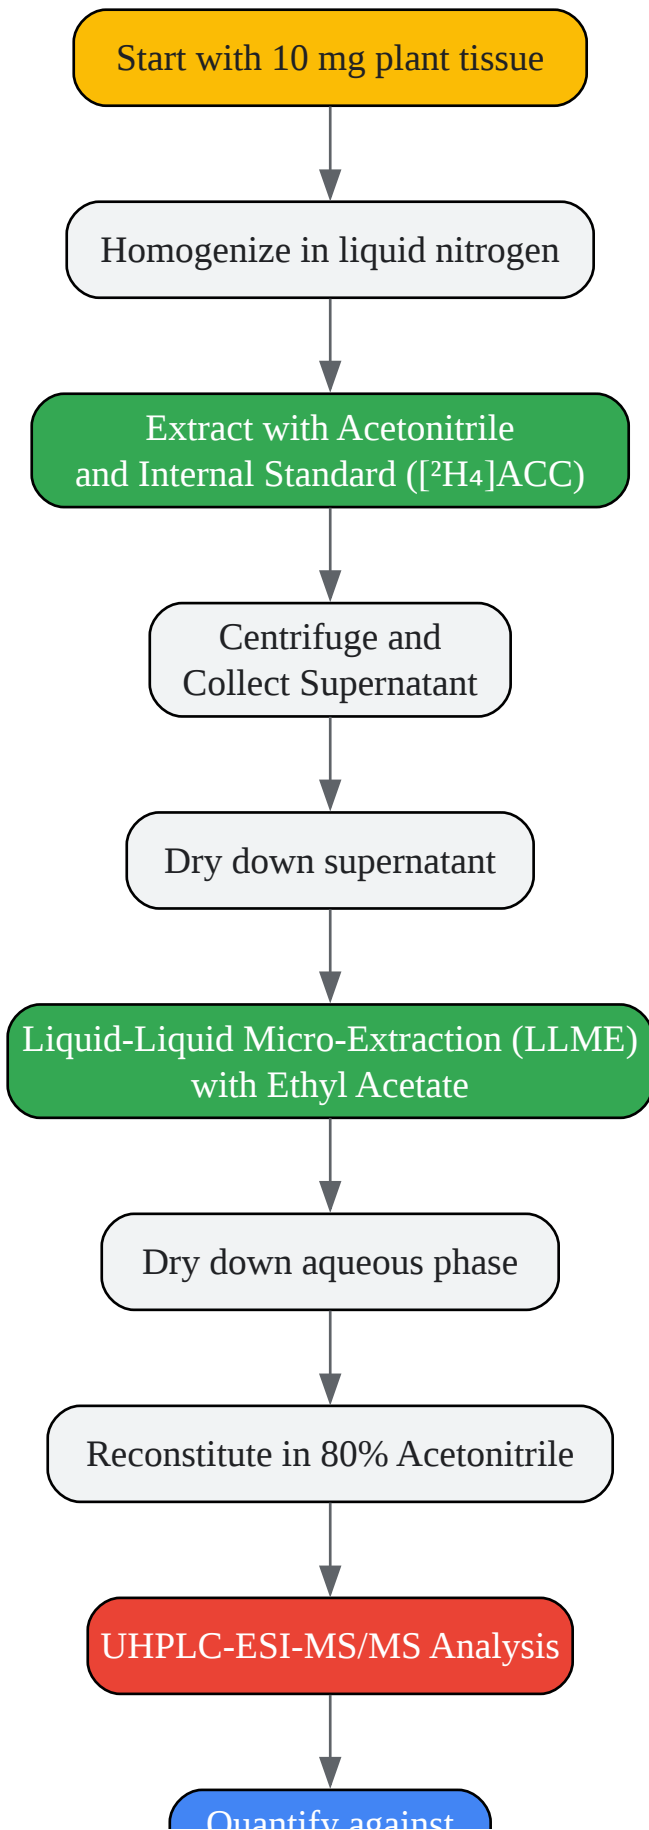 Start with 10 mg plant tissue
Homogenize in liquid nitrogen
Extract with Acetonitrile
and Internal Standard ([²H₄]ACC)
Centrifuge and
Collect Supernatant
Dry down supernatant
Liquid-Liquid Micro-Extraction (LLME)
with Ethyl Acetate
Dry down aqueous phase
Reconstitute in 80% Acetonitrile
UHPLC-ESI-MS/MS Analysis
Quantify against